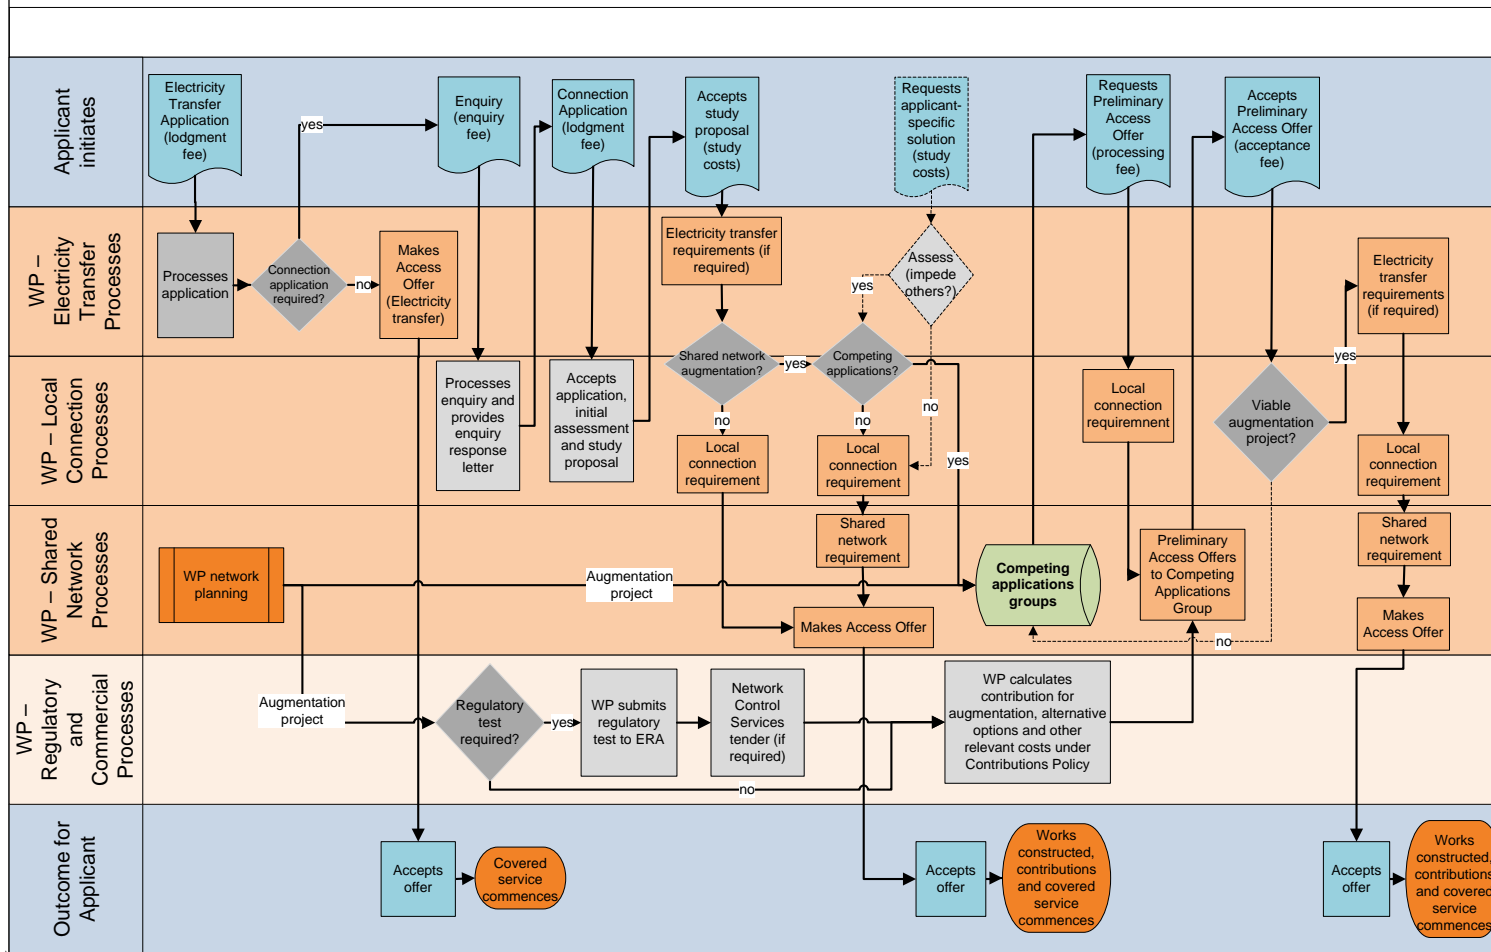 Applicant
initiates
Electricity
Transfer
Application
(lodgment
fee)
yes
Enquiry
(enquiry
fee)
Connection
Application
(lodgment
fee)
Accepts
study
proposal
(study
costs)
Requests
applicant-
specific
solution
(study
costs)
Requests
Preliminary
Access
Offer
(processing
fee)
Accepts
Preliminary
Access Offer
(acceptance
fee)
WP –
Electricity
Transfer
Processes
Processes
application
Connection
application
required?
no
Makes
Access
Offer
(Electricity
transfer)
Electricity transfer
requirements (if
required)
Assess
(impede
others?)
yes
Electricity
transfer
requirements
(if required)
WP – Local
Connection
Processes
Processes
enquiry and
provides
enquiry
response
letter
Accepts
application,
initial
assessment
and study
proposal
Shared network
augmentation?
yes
Competing
applications?
no
no
no
yes
Local
connection
requirement
Local
connection
requirement
Local
connection
requiremnent
Viable
augmentation
project?
yes
Local
connection
requirement
WP – Shared
Network
Processes
WP network
planning
Augmentation
project
Shared
network
requirement
Makes Access Offer
Competing
applications
groups
Preliminary
Access Offers
to Competing
Applications
Group
no
Shared
network
requirement
Makes
Access Offer
WP –
Regulatory
and
Commercial
Processes
Augmentation
project
Regulatory
test
required?
yes
WP submits
regulatory
test to ERA
Network
Control
Services
tender (if
required)
no
WP calculates
contribution for
augmentation, alternative
options and other
relevant costs under
Contributions Policy
Outcome for
Applicant
Accepts
offer
Covered
service
commences
Accepts
offer
Works
constructed,
contributions
and covered
service
commences
Accepts
offer
Works
constructed,
contributions
and covered
service
commences